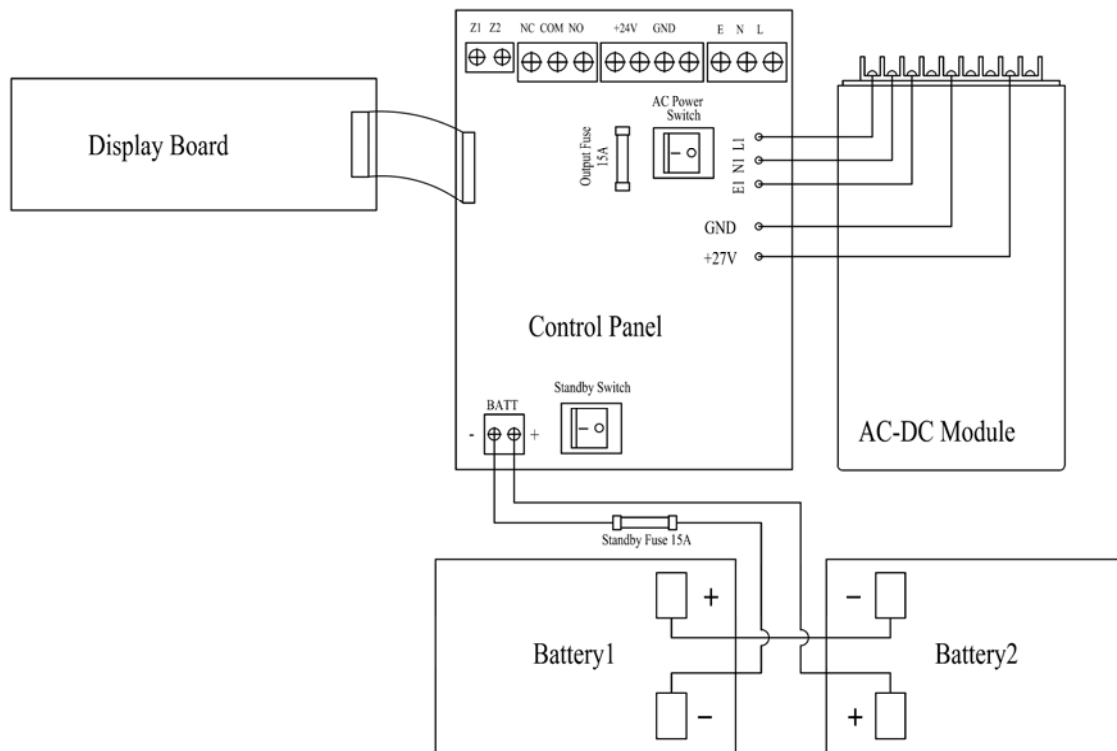 Z1 Z2 NC COM NO +24V GND E N L
AC Power
Switch
Output Fuse
15A
L1
N1
E1
Display Board
GND
+27V
Control Panel
Standby Switch
BATT
- +
AC-DC Module
Standby Fuse 15A
+ −
Battery1 Battery2
− +